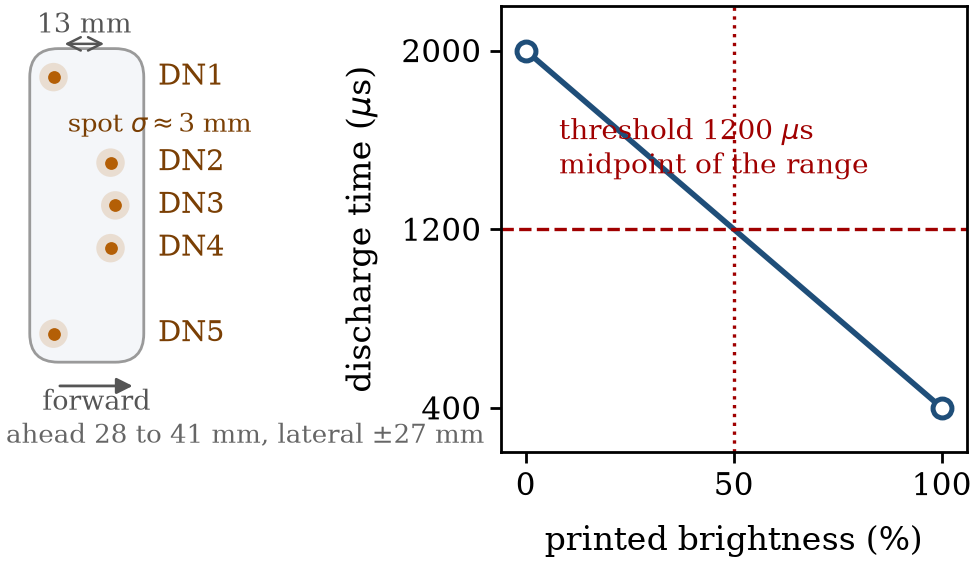 13 mm
DN1
spot σ ≈ 3 mm
DN2
DN3
DN4
DN5
forward
ahead 28 to 41 mm, lateral ±27 mm
discharge time (μs)
2000
1200
400
threshold 1200 μs
midpoint of the range
0
50
100
printed brightness (%)